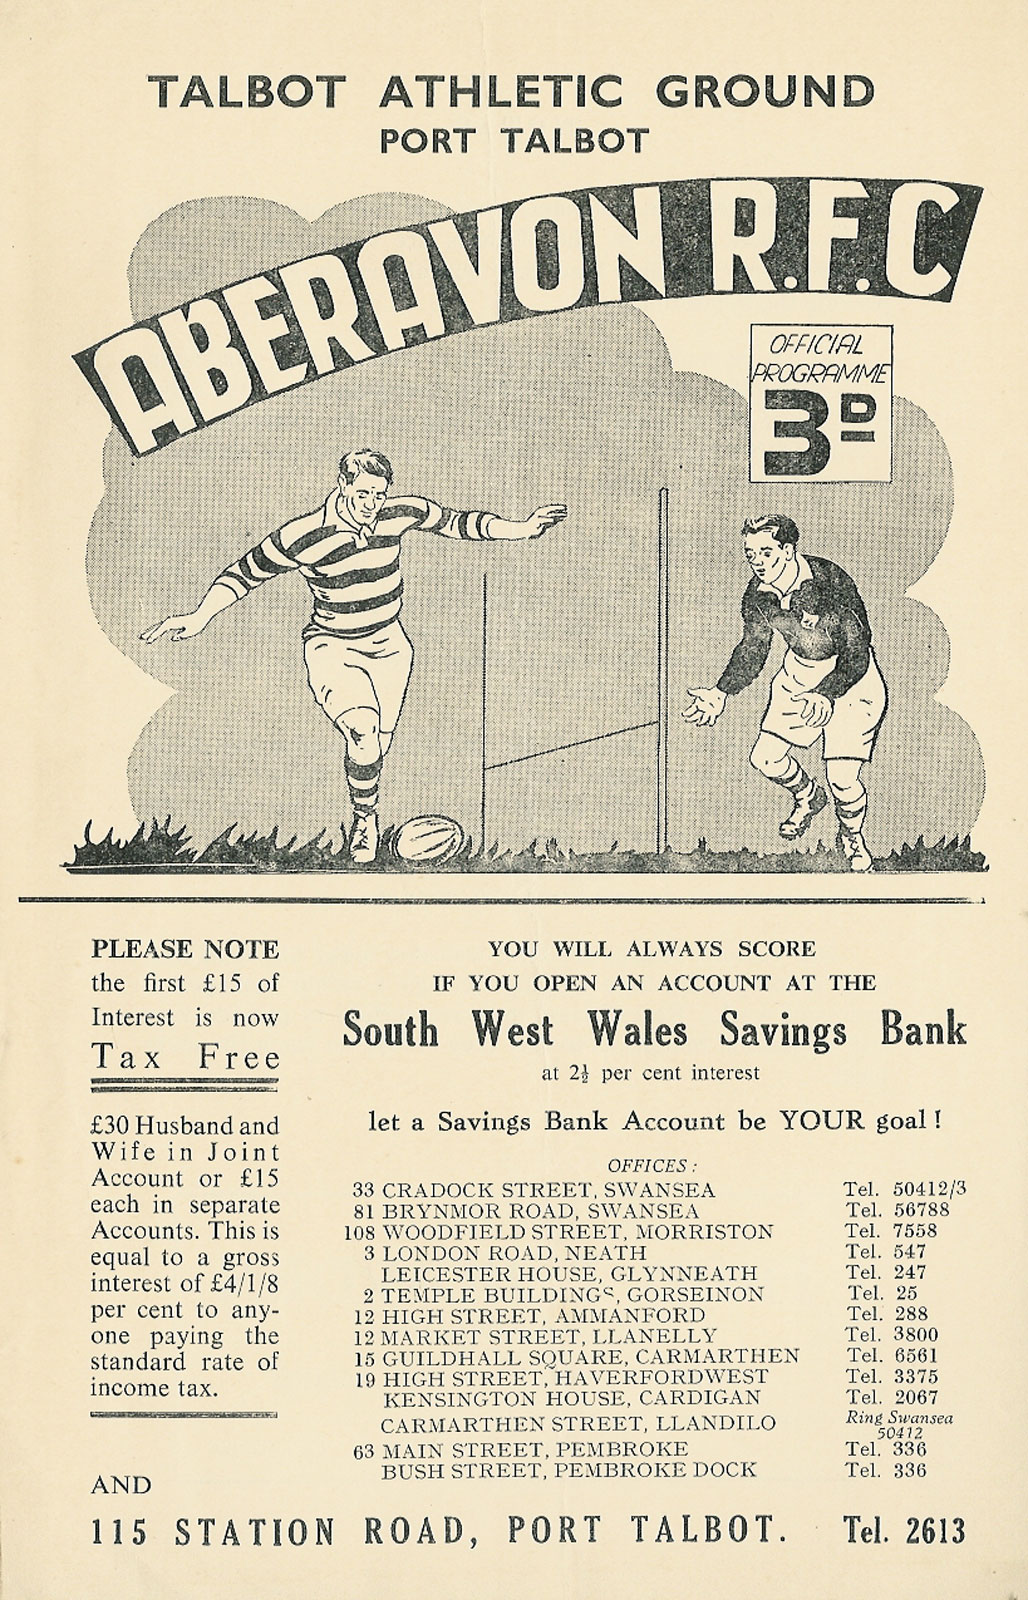 TALBOT ATHLETIC GROUND
PORT TALBOT
ABERAVON R.F.C
OFFICIAL
PROGRAMME
3D
PLEASE NOTE
the first £15 of
Interest is now
Tax Free
£30 Husband and
Wife in Joint
Account or £15
each in separate
Accounts. This is
equal to a gross
interest of £4/1/8
per cent to any-
one paying the
standard rate of
income tax.
YOU WILL ALWAYS SCORE
IF YOU OPEN AN ACCOUNT AT THE
South West Wales Savings Bank
at 2½ per cent interest
let a Savings Bank Account be YOUR goal!
OFFICES:
33 CRADOCK STREET, SWANSEA Tel. 50412/3
81 BRYNMOR ROAD, SWANSEA Tel. 56788
108 WOODFIELD STREET, MORRISTON Tel. 7558
3 LONDON ROAD, NEATH Tel. 547
LEICESTER HOUSE, GLYNNEATH Tel. 247
2 TEMPLE BUILDINGS, GORSEINON Tel. 25
12 HIGH STREET, AMMANFORD Tel. 288
12 MARKET STREET, LLANELLY Tel. 3800
15 GUILDHALL SQUARE, CARMARTHEN Tel. 6561
19 HIGH STREET, HAVERFORDWEST Tel. 3375
KENSINGTON HOUSE, CARDIGAN Tel. 2067
CARMARTHEN STREET, LLANDILO Ring Swansea 50412
63 MAIN STREET, PEMBROKE Tel. 336
BUSH STREET, PEMBROKE DOCK Tel. 336
AND
115 STATION ROAD, PORT TALBOT. Tel. 2613